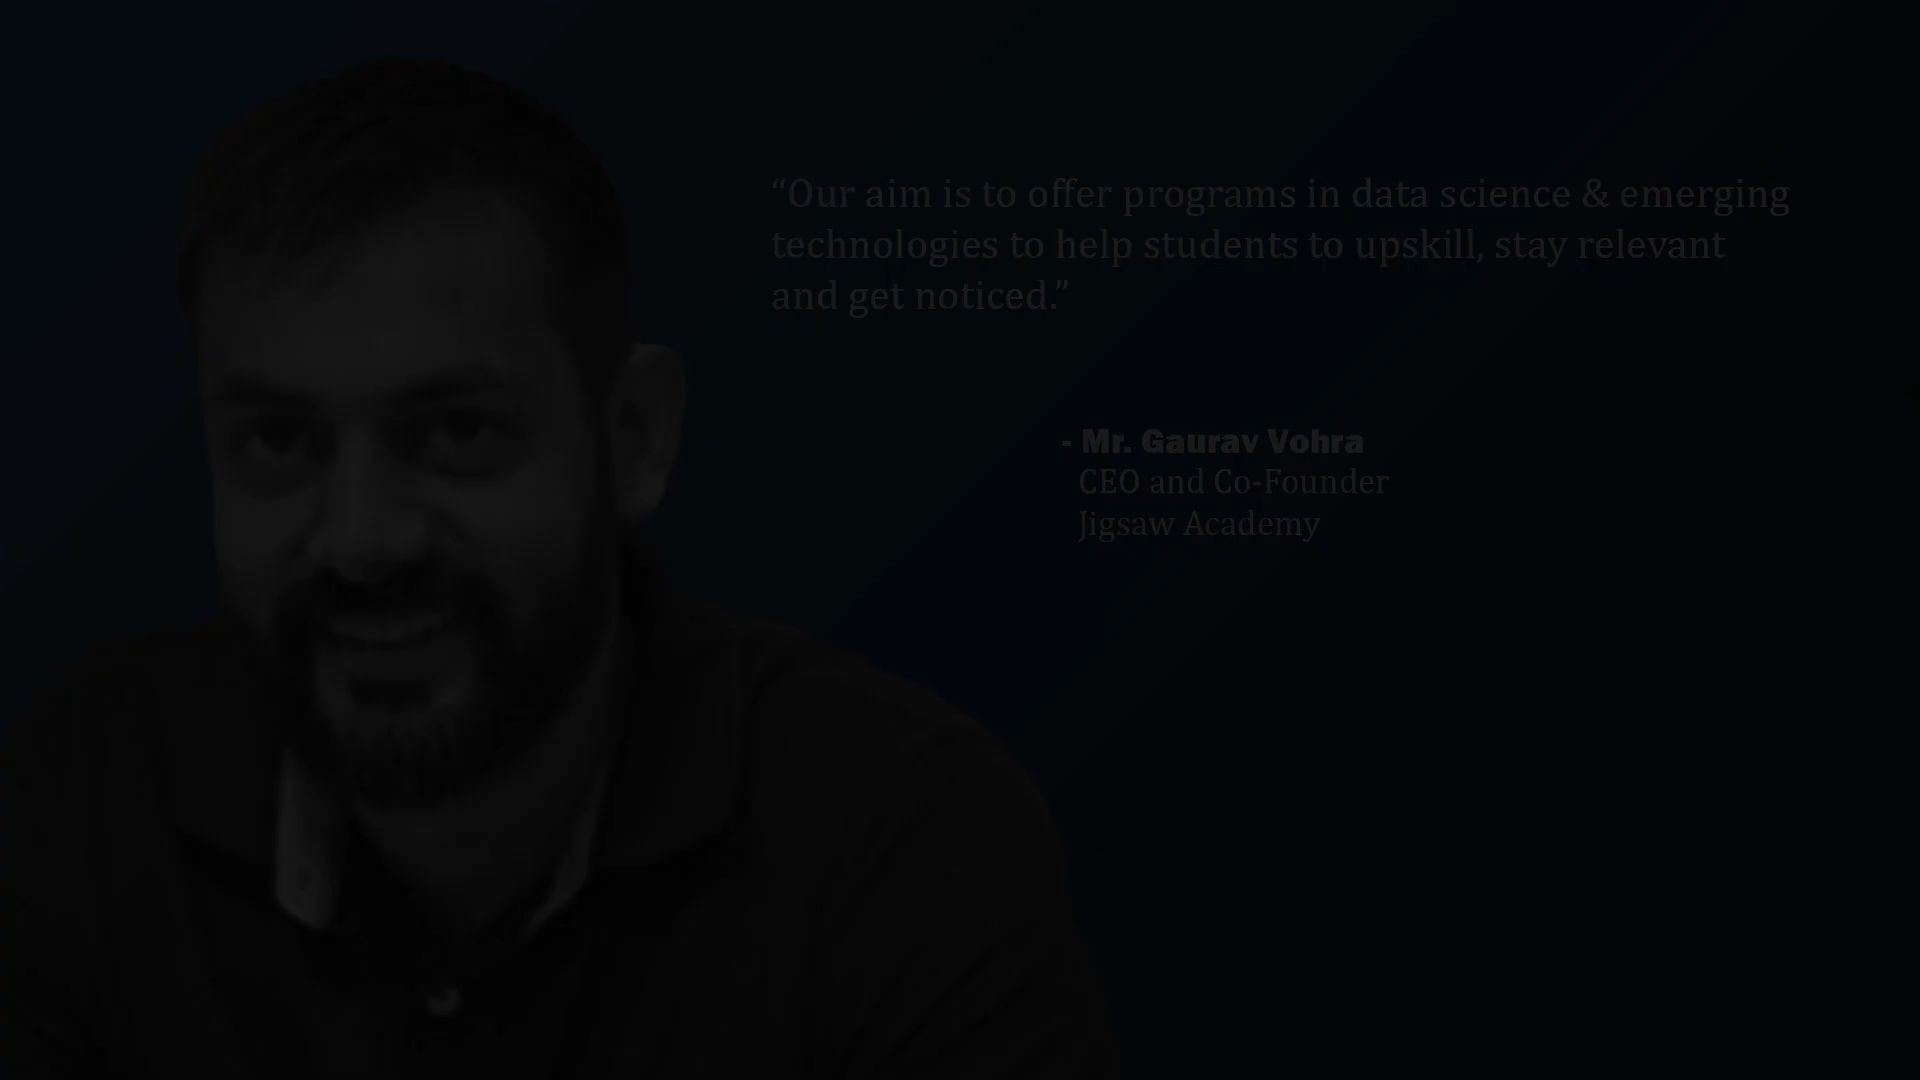 “Our aim is to offer programs in data science & emerging
technologies to help students to upskill, stay relevant
and get noticed.”
- Mr. Gaurav Vohra
CEO and Co-Founder
Jigsaw Academy